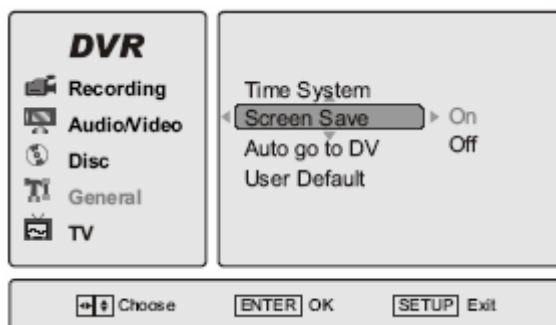 DVR
Recording
Audio/Video
Disc
General
TV
Time System
Screen Save
Auto go to DV
User Default
On
Off
Choose
ENTER OK
SETUP Exit